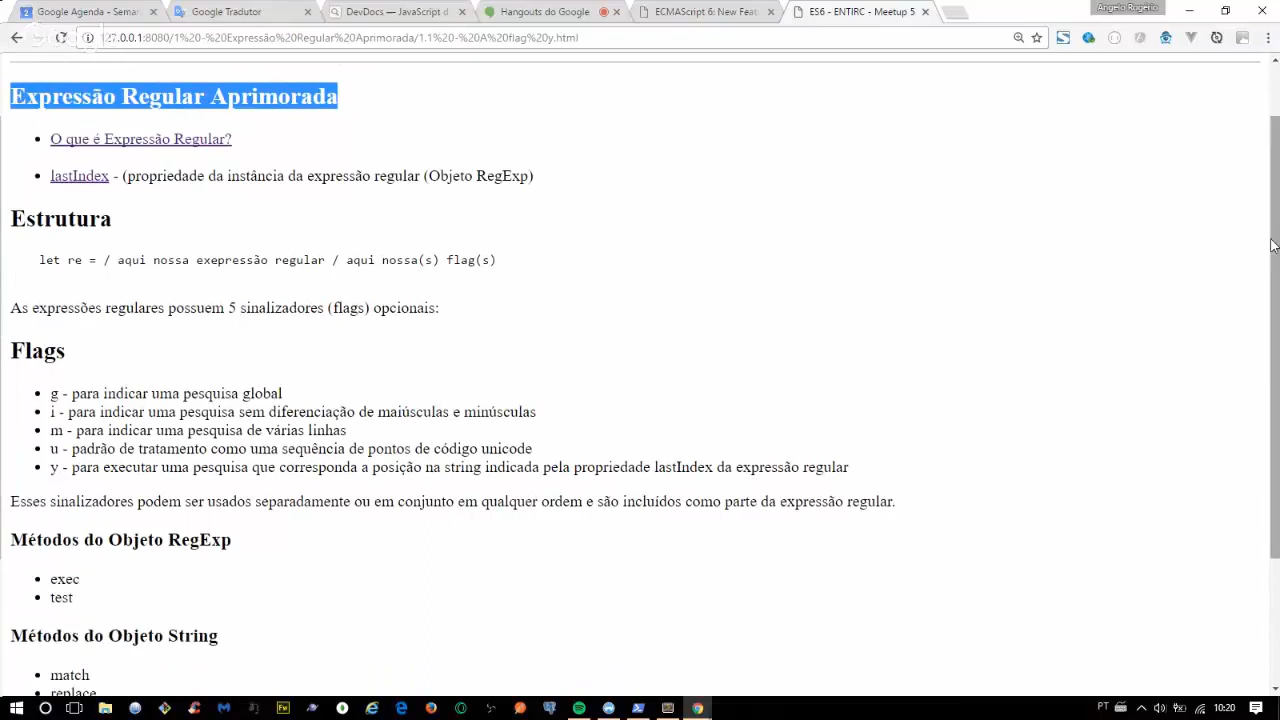 Google Agenda - Seman
Google Tradutor
DevDocs — JavaScript d
Hangouts do Google
ECMAScript 6: New Feat
ES6 - ENTIRC - Meetup 5
Angelo Rogério
127.0.0.1:8080/1%20-%20Expressão%20Regular%20Aprimorada/1.1%20-%20A%20flag%20y.html
Expressão Regular Aprimorada
O que é Expressão Regular?
lastIndex - (propriedade da instância da expressão regular (Objeto RegExp)
Estrutura
let re = / aqui nossa exepressão regular / aqui nossa(s) flag(s)
As expressões regulares possuem 5 sinalizadores (flags) opcionais:
Flags
g - para indicar uma pesquisa global
i - para indicar uma pesquisa sem diferenciação de maiúsculas e minúsculas
m - para indicar uma pesquisa de várias linhas
u - padrão de tratamento como uma sequência de pontos de código unicode
y - para executar uma pesquisa que corresponda a posição na string indicada pela propriedade lastIndex da expressão regular
Esses sinalizadores podem ser usados separadamente ou em conjunto em qualquer ordem e são incluídos como parte da expressão regular.
Métodos do Objeto RegExp
exec
test
Métodos do Objeto String
match
replace
PT
10:20